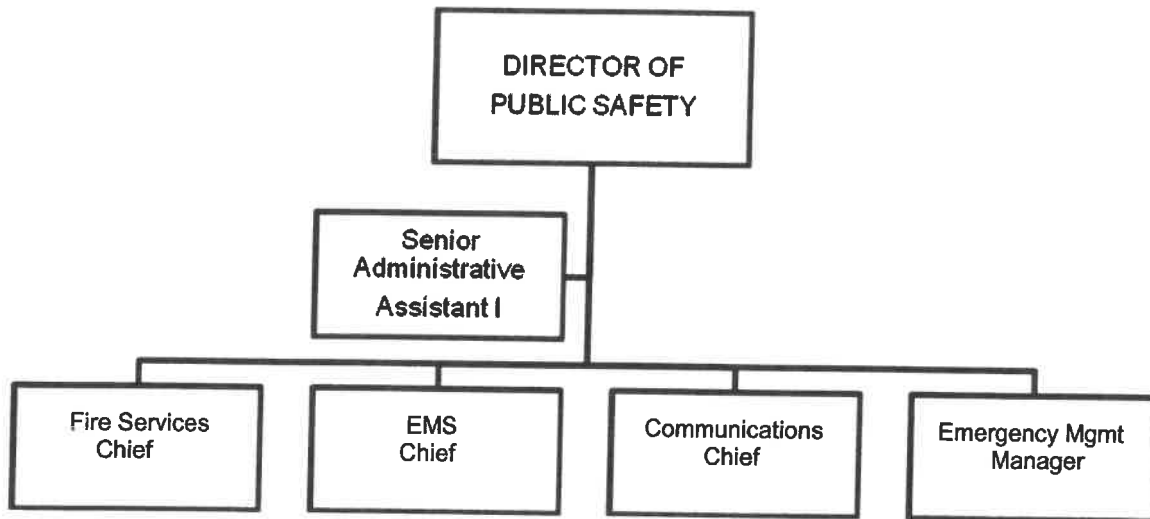 DIRECTOR OF
PUBLIC SAFETY
Senior
Administrative
Assistant I
Fire Services
Chief
EMS
Chief
Communications
Chief
Emergency Mgmt
Manager